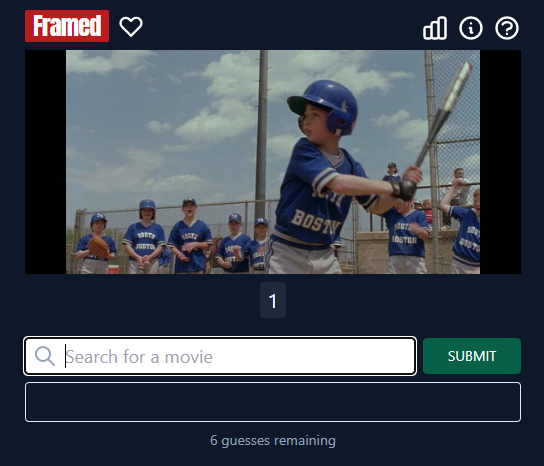 Framed
SOUTH
BOSTON
SOUTH
BOSTON
SOUTH
BOSTON
SOUTH
BOSTON
1
Search for a movie
SUBMIT
6 guesses remaining